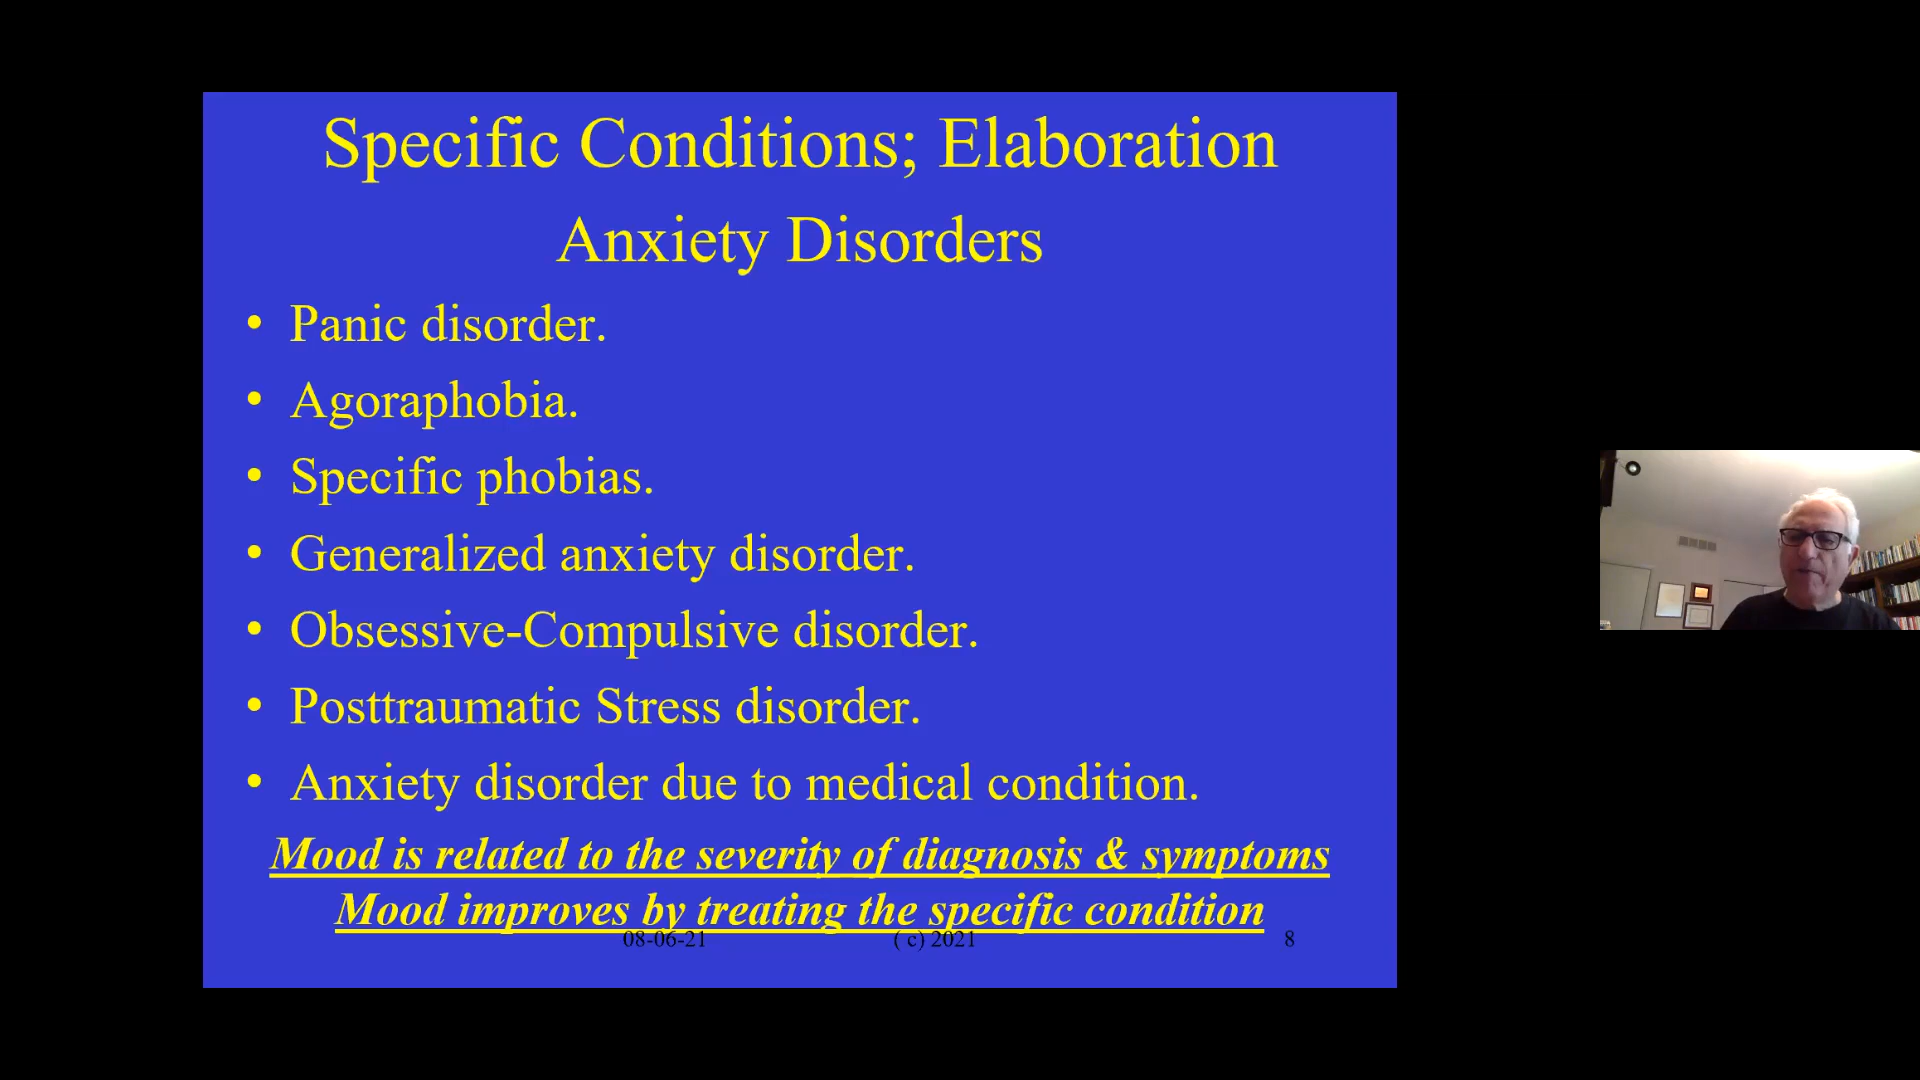 Specific Conditions; Elaboration
Anxiety Disorders
• Panic disorder.
• Agoraphobia.
• Specific phobias.
• Generalized anxiety disorder.
• Obsessive-Compulsive disorder.
• Posttraumatic Stress disorder.
• Anxiety disorder due to medical condition.
Mood is related to the severity of diagnosis & symptoms
Mood improves by treating the specific condition
08-06-21 ( c) 2021 8